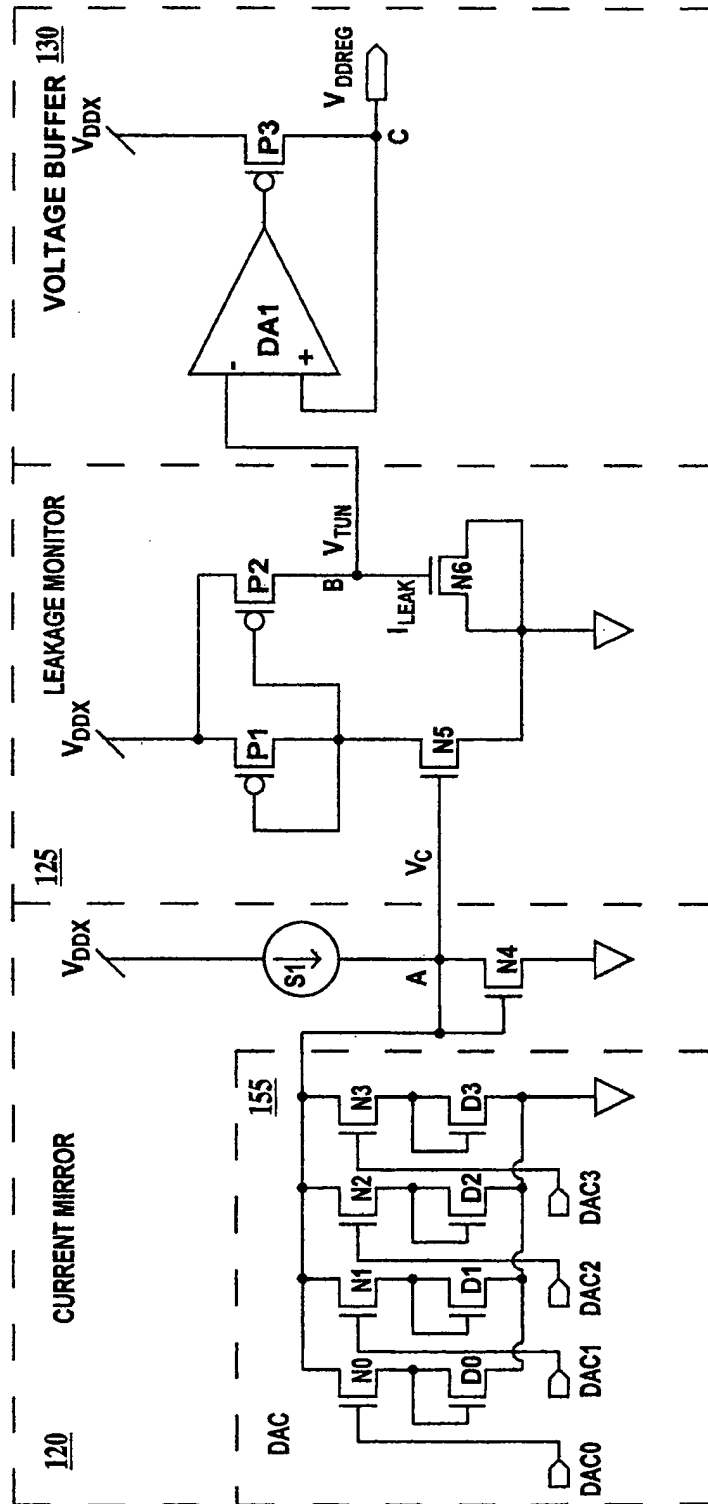 120
CURRENT MIRROR
DAC
155
N0
N1
N2
N3
D0
D1
D2
D3
DAC0
DAC1
DAC2
DAC3
VDDX
S1
A
N4
VC
125
LEAKAGE MONITOR
VDDX
P1
P2
N5
B
VTUN
ILEAK
N6
VOLTAGE BUFFER 130
VDDX
DA1
-
+
P3
C
VDDREG